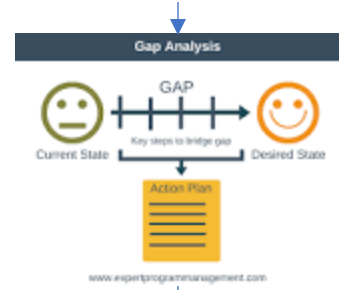 Gap Analysis
GAP
Key steps to bridge gap
Current State
Desired State
Action Plan
www.expertprogrammanagement.com